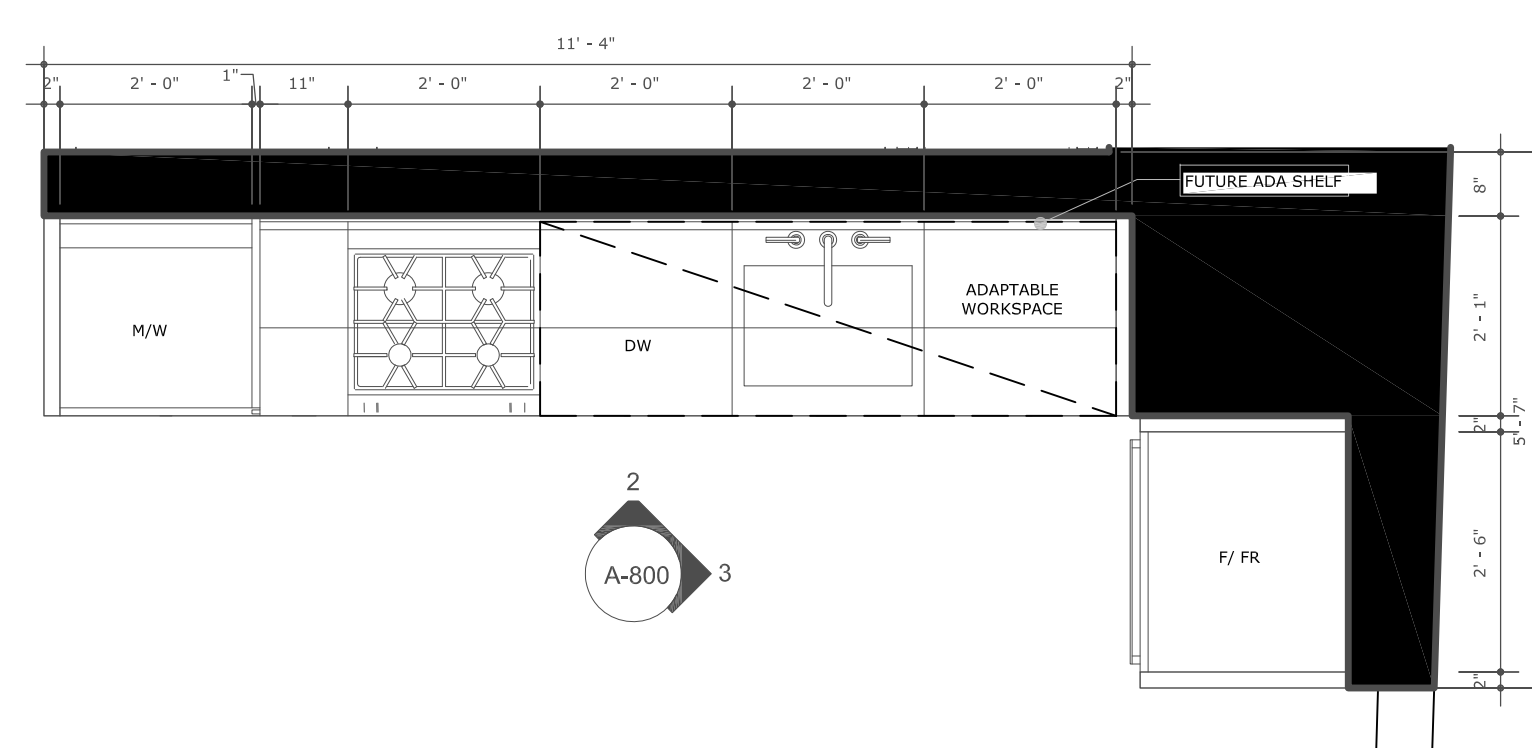 11' - 4"
2"
2' - 0"
1"
11"
2' - 0"
2' - 0"
2' - 0"
2' - 0"
2"
FUTURE ADA SHELF
8"
M/W
DW
ADAPTABLE
WORKSPACE
2' - 1"
2"
5' - 7"
2
A-800
3
F/ FR
2' - 6"
2"